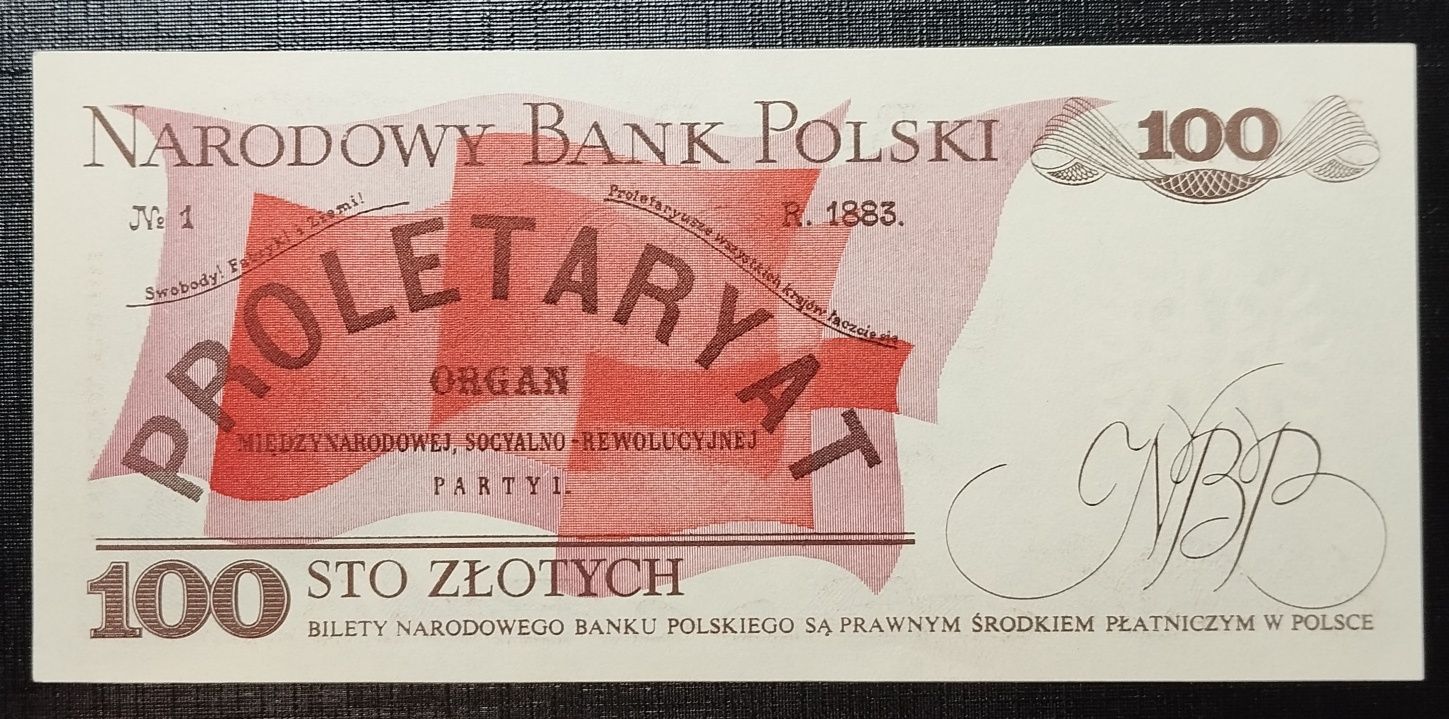 NARODOWY BANK POLSKI
100
№ 1
R. 1883.
Swobody! Fabryki i Ziemi!
Proletaryusze wszystkich krajów łączcie się
PROLETARYAT
ORGAN
MIĘDZYNARODOWEJ, SOCYALNO-REWOLUCYJNEJ
PARTYI.
NBP
100
STO ZŁOTYCH
BILETY NARODOWEGO BANKU POLSKIEGO SĄ PRAWNYM ŚRODKIEM PŁATNICZYM W POLSCE